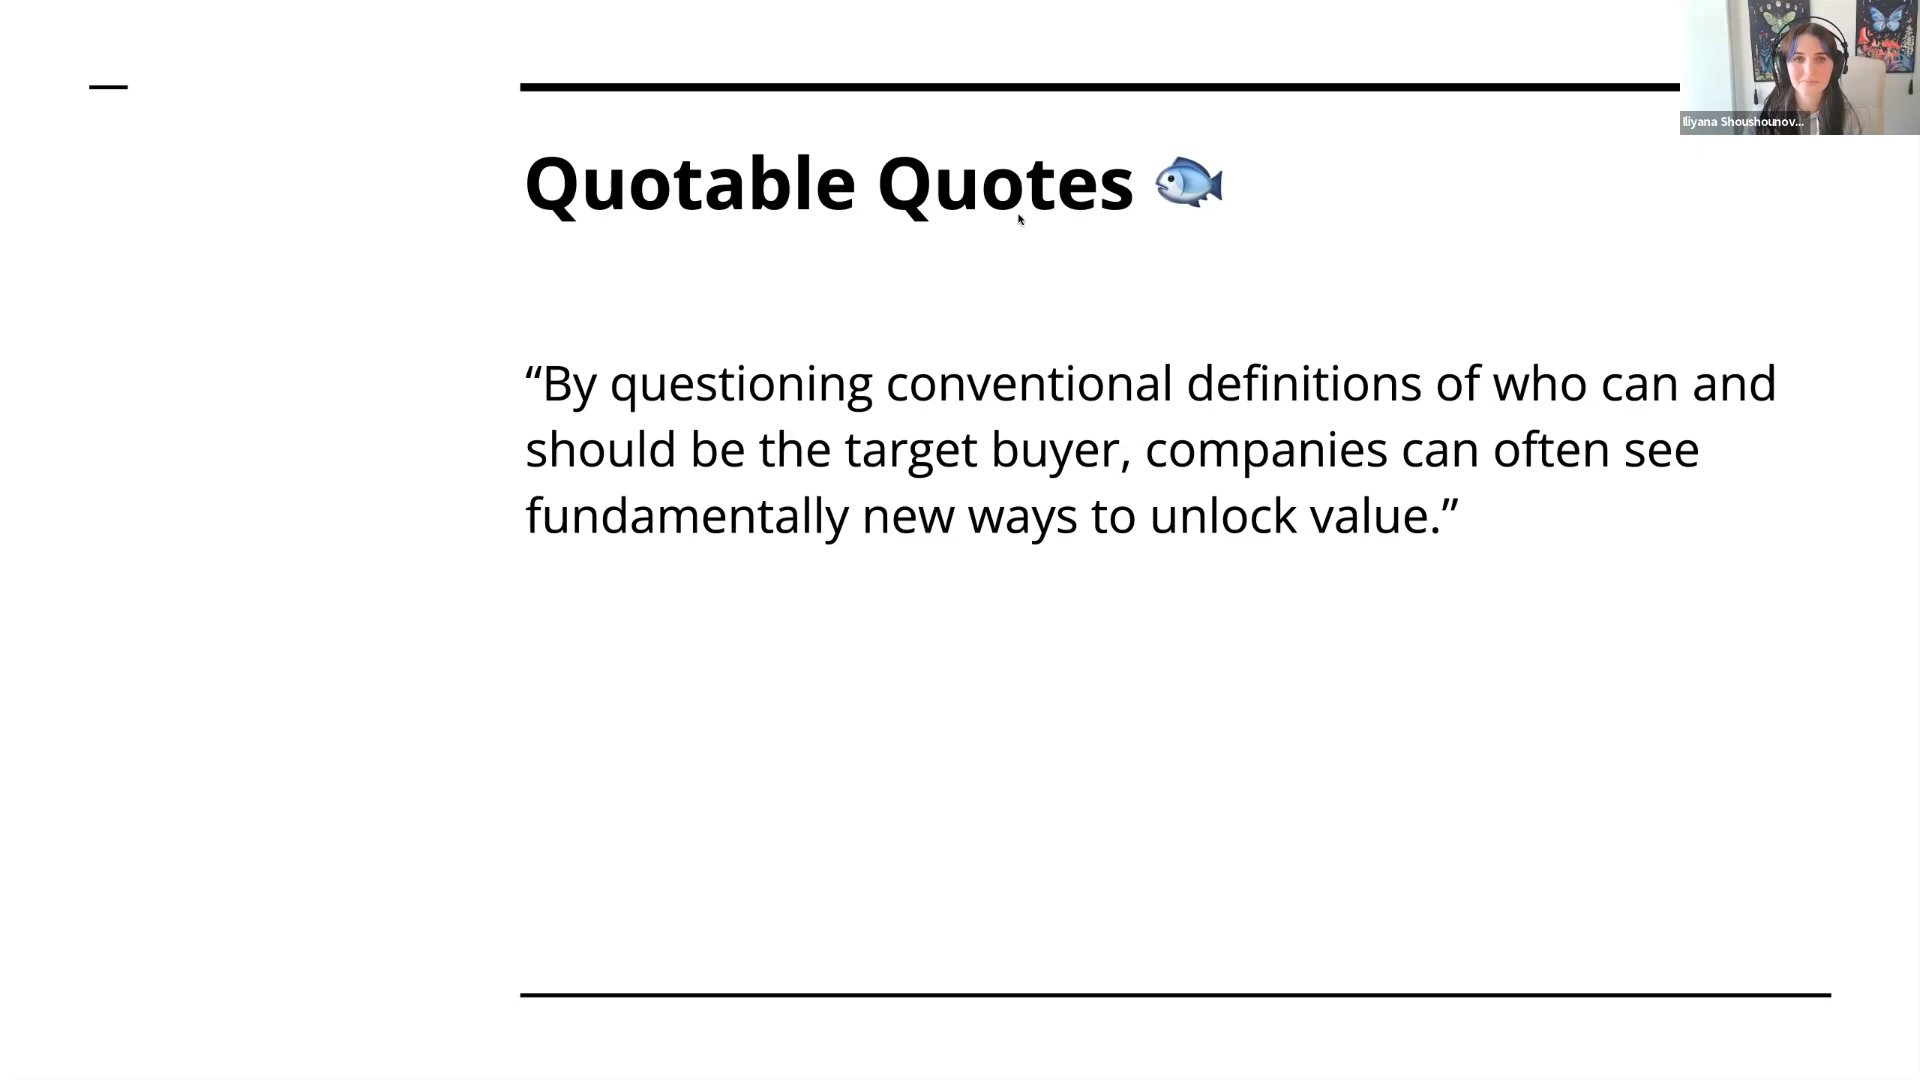 Quotable Quotes 🐟
“By questioning conventional definitions of who can and
should be the target buyer, companies can often see
fundamentally new ways to unlock value.”
Iliyana Shoushounov...